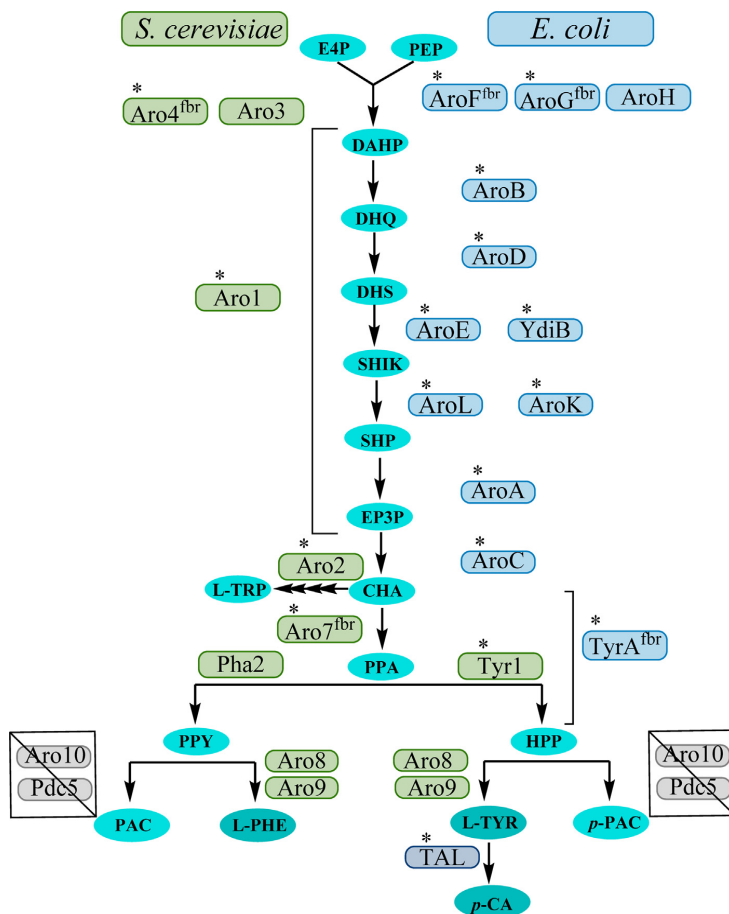 S. cerevisiae
E. coli
E4P PEP
* * *
Aro4fbr Aro3 AroFfbr AroGfbr AroH
DAHP
*
AroB
DHQ
*
AroD
DHS
*
Aro1
* *
AroE YdiB
SHIK
* *
AroL AroK
SHP
*
AroA
EP3P
*
Aro2
*
AroC
L-TRP CHA
*
Aro7fbr
*
TyrAfbr
Pha2 PPA
*
Tyr1
PPY HPP
Aro10 Aro8 Aro8 Aro10
Pdc5 Aro9 Aro9 Pdc5
PAC L-PHE L-TYR p-PAC
*
TAL
p-CA